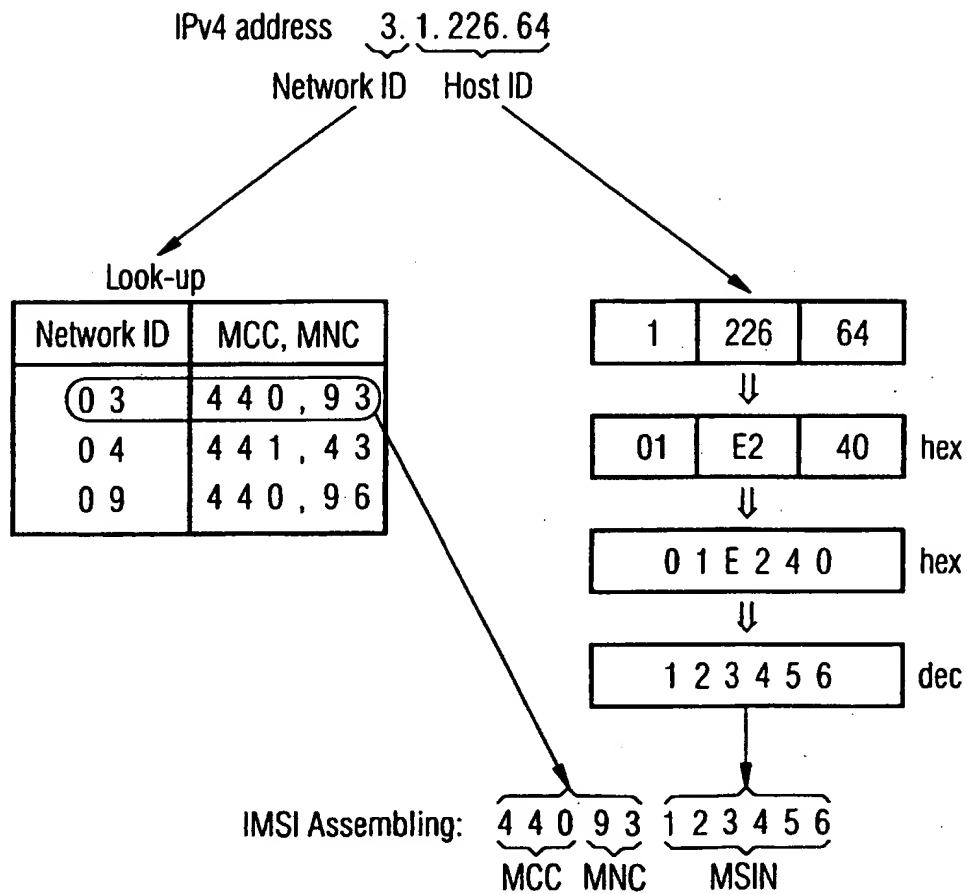 IPv4 address 3. 1. 226. 64
Network ID Host ID
Look-up
Network ID MCC, MNC
0 3 4 4 0 , 9 3
0 4 4 4 1 , 4 3
0 9 4 4 0 , 9 6
1 226 64
⇓
01 E2 40 hex
⇓
0 1 E 2 4 0 hex
⇓
1 2 3 4 5 6 dec
IMSI Assembling: 4 4 0 9 3 1 2 3 4 5 6
MCC MNC MSIN